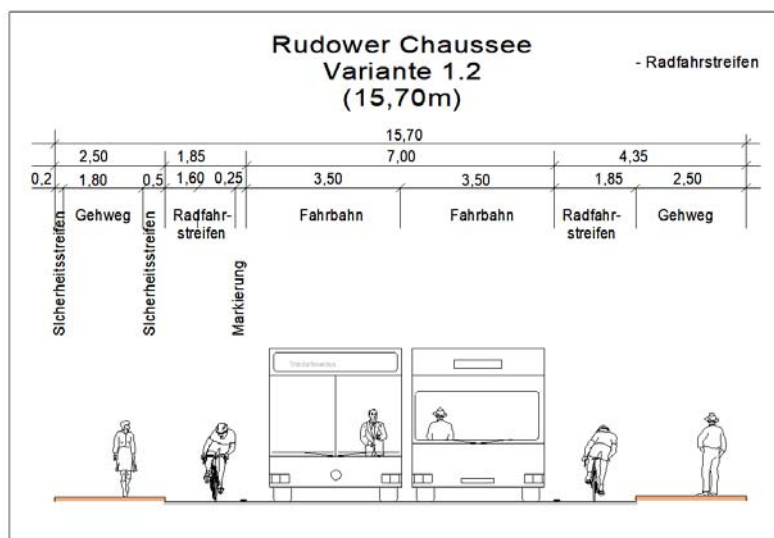 Rudower Chaussee
Variante 1.2
(15,70m)
- Radfahrstreifen
15,70
2,50 1,85 7,00 4,35
0,2 1,80 0,5 1,60 0,25 3,50 3,50 1,85 2,50
Sicherheitsstreifen
Gehweg
Sicherheitsstreifen
Radfahr-
streifen
Markierung
Fahrbahn
Fahrbahn
Radfahr-
streifen
Gehweg